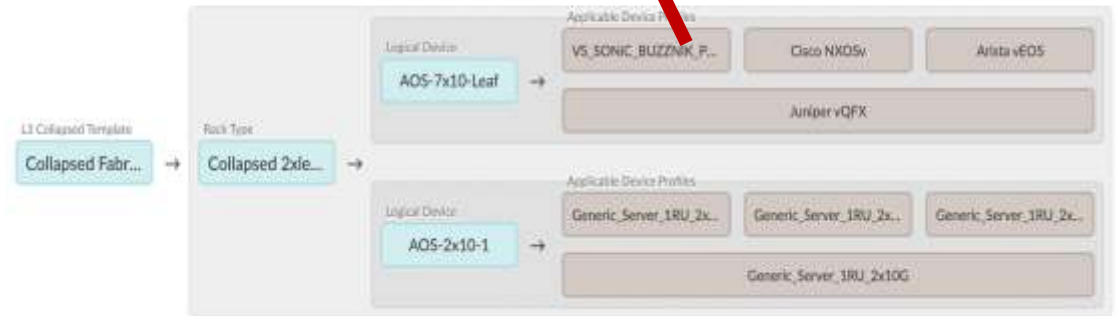 Applicable Device Profiles
Logical Device
VS_SONIC_BUZZNIK_P...
Cisco NXOSv
Arista vEOS
AOS-7x10-Leaf
→
Juniper vQFX
L3 Collapsed Template
Rack Type
Collapsed Fabr...
→
Collapsed 2xle...
→
Applicable Device Profiles
Logical Device
Generic_Server_1RU_2x...
Generic_Server_1RU_2x...
Generic_Server_1RU_2x...
AOS-2x10-1
→
Generic_Server_1RU_2x10G